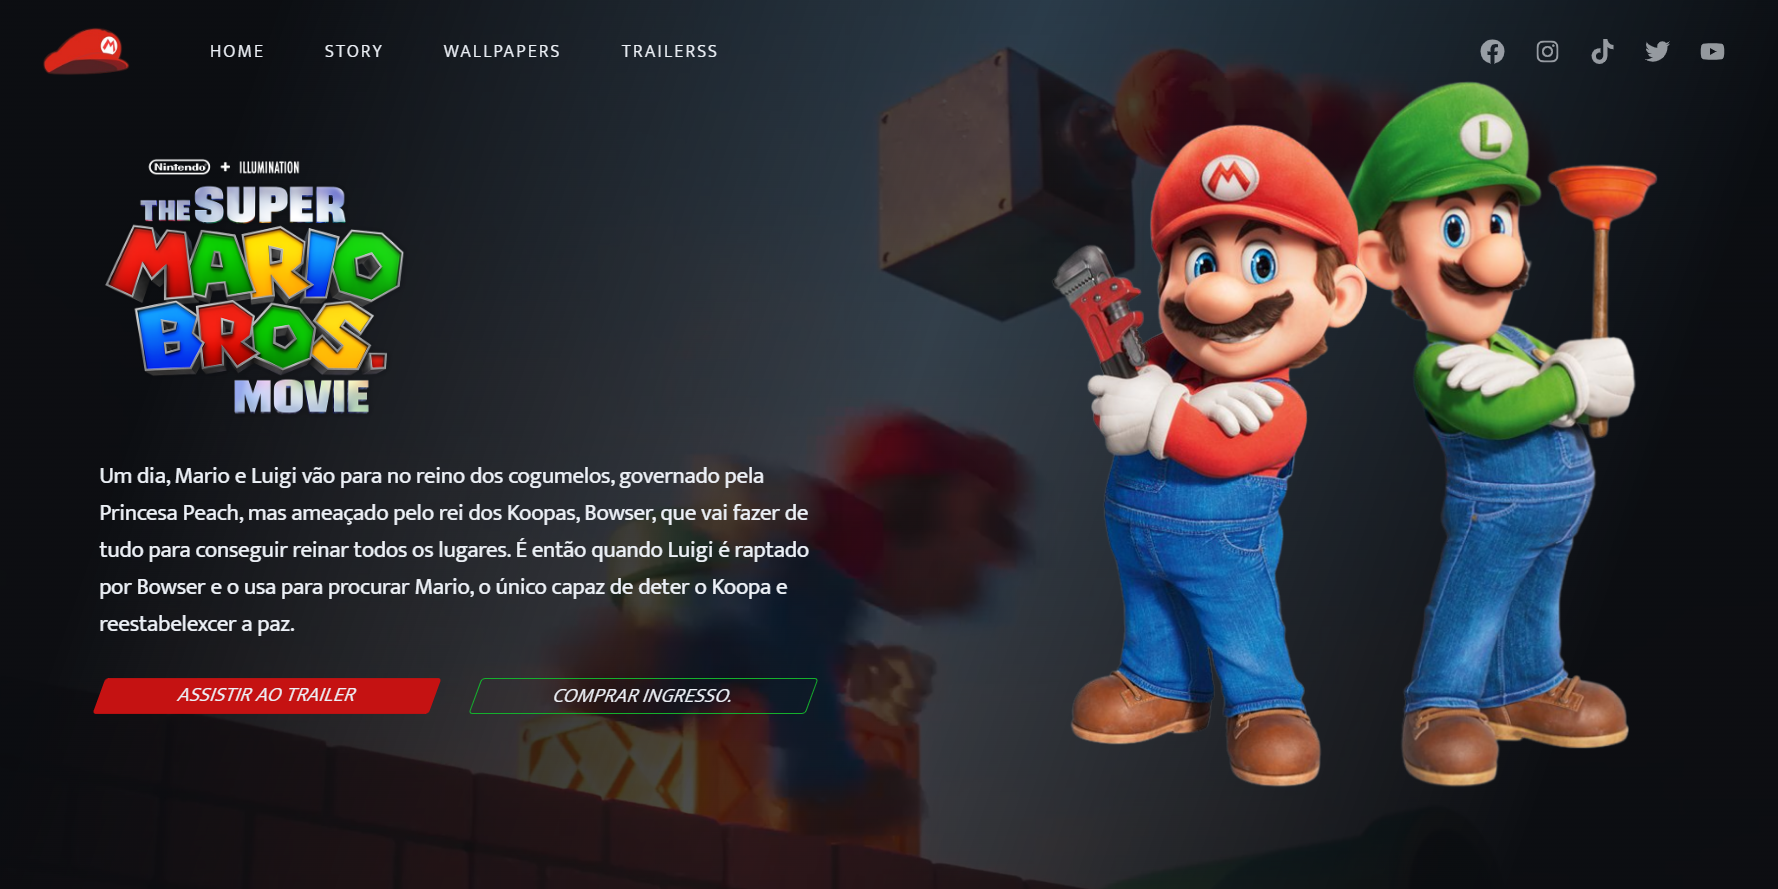 M
HOME STORY WALLPAPERS TRAILERSS
Nintendo + ILLUMINATION
THE SUPER
MARIO
BROS.
MOVIE
M
L
Um dia, Mario e Luigi vão para no reino dos cogumelos, governado pela
Princesa Peach, mas ameaçado pelo rei dos Koopas, Bowser, que vai fazer de
tudo para conseguir reinar todos os lugares. É então quando Luigi é raptado
por Bowser e o usa para procurar Mario, o único capaz de deter o Koopa e
reestabelexcer a paz.
ASSISTIR AO TRAILER
COMPRAR INGRESSO.